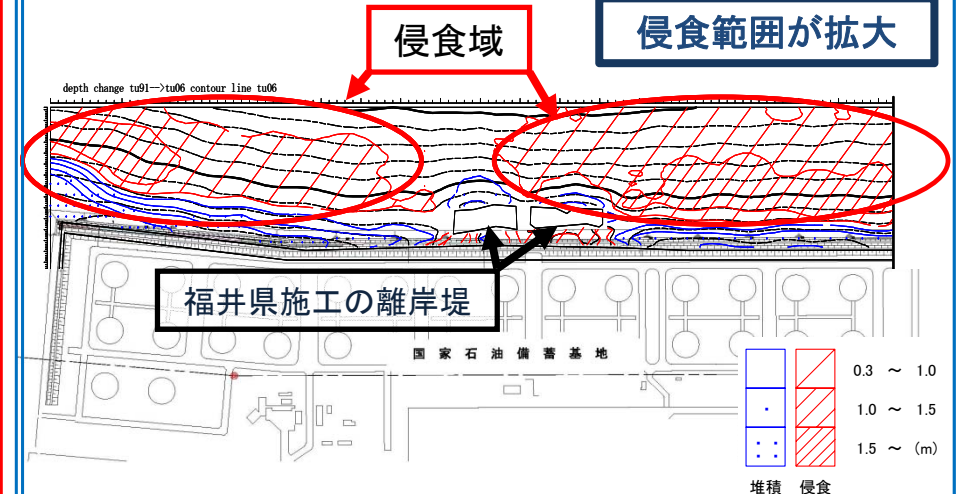 侵食範囲が拡大
侵食域
depth change tu91-->tu06 contour line tu06
福井県施工の離岸堤
国家石油備蓄基地
0.3 ～ 1.0
1.0 ～ 1.5
1.5 ～ (m)
堆積 侵食